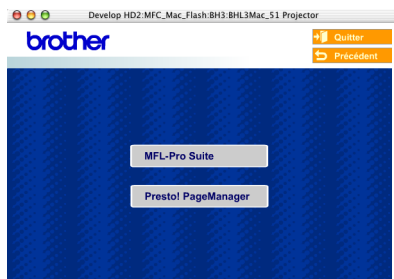 Develop HD2:MFC_Mac_Flash:BH3:BHL3Mac_51 Projector
brother
Quitter
Précédent
MFL-Pro Suite
Presto! PageManager